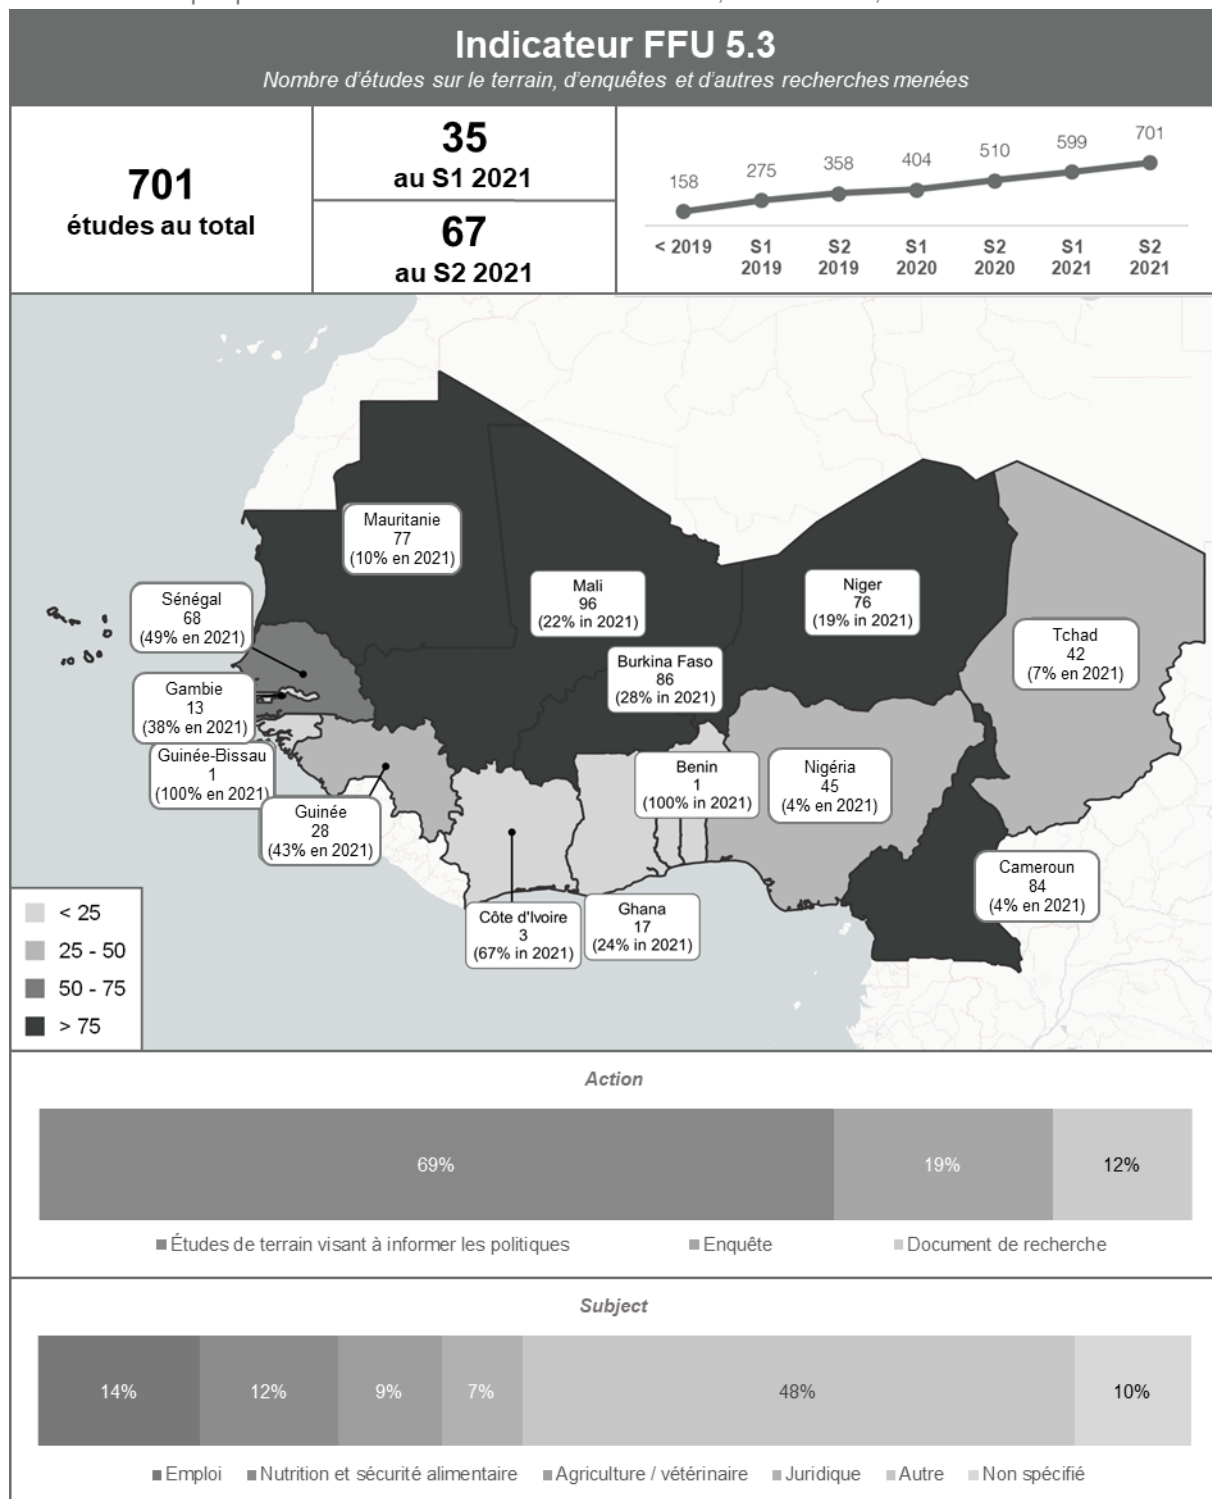 Indicateur FFU 5.3
Nombre d'études sur le terrain, d'enquêtes et d'autres recherches menées
701
études au total
35
au S1 2021
67
au S2 2021
158
275
358
404
510
599
701
< 2019
S1
2019
S2
2019
S1
2020
S2
2020
S1
2021
S2
2021
Mauritanie
77
(10% en 2021)
Mali
96
(22% in 2021)
Niger
76
(19% in 2021)
Sénégal
68
(49% en 2021)
Burkina Faso
86
(28% in 2021)
Tchad
42
(7% en 2021)
Gambie
13
(38% en 2021)
Guinée-Bissau
1
(100% en 2021)
Benin
1
(100% in 2021)
Nigéria
45
(4% en 2021)
Guinée
28
(43% en 2021)
Cameroun
84
(4% en 2021)
Côte d'Ivoire
3
(67% in 2021)
Ghana
17
(24% in 2021)
< 25
25 - 50
50 - 75
> 75
Action
69%
19%
12%
Études de terrain visant à informer les politiques
Enquête
Document de recherche
Subject
14%
12%
9%
7%
48%
10%
Emploi
Nutrition et sécurité alimentaire
Agriculture / vétérinaire
Juridique
Autre
Non spécifié